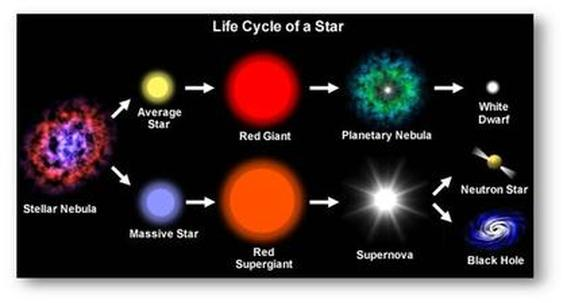 Life Cycle of a Star
Average
Star
Red Giant
Planetary Nebula
White
Dwarf
Stellar Nebula
Massive Star
Red
Supergiant
Supernova
Neutron Star
Black Hole